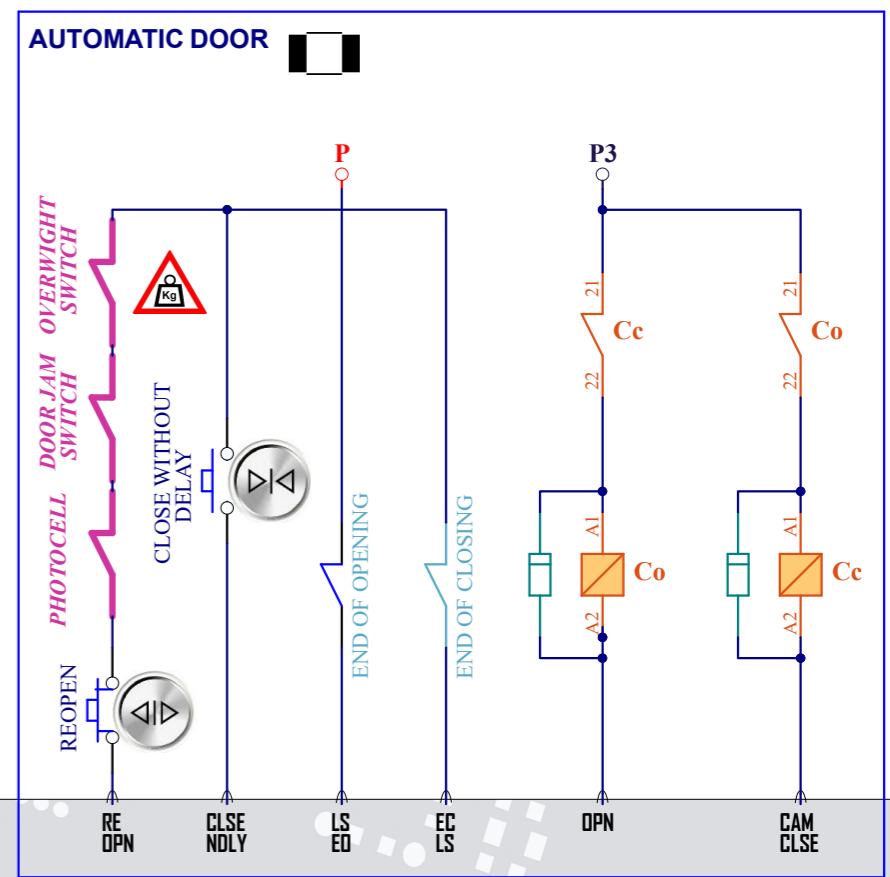 AUTOMATIC DOOR
P
P3
OVERWIGHT
SWITCH
Kg
DOOR JAM
SWITCH
PHOTOCELL
REOPEN
CLOSE WITHOUT
DELAY
END OF OPENING
END OF CLOSING
21
Cc
22
21
Co
22
A1
Co
A2
A1
Cc
A2
RE
OPN
CLSE
NDLY
LS
EO
EC
LS
OPN
CAM
CLSE